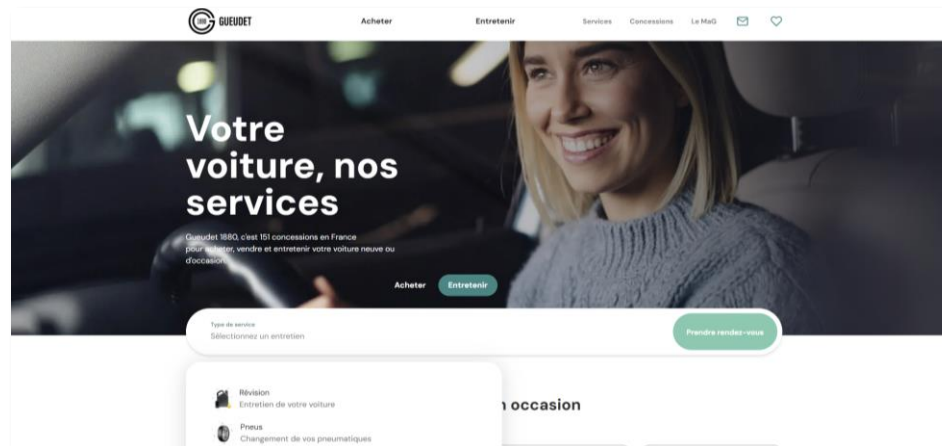 1880 GUEUDET
Acheter
Entretenir
Services
Concessions
Le MaG
Votre
voiture, nos
services
Gueudet 1880, c'est 151 concessions en France
pour acheter, vendre et entretenir votre voiture neuve ou
d'occasion
Acheter
Entretenir
Type de service
Sélectionnez un entretien
Prendre rendez-vous
Révision
Entretien de votre voiture
occasion
Pneus
Changement de vos pneumatiques